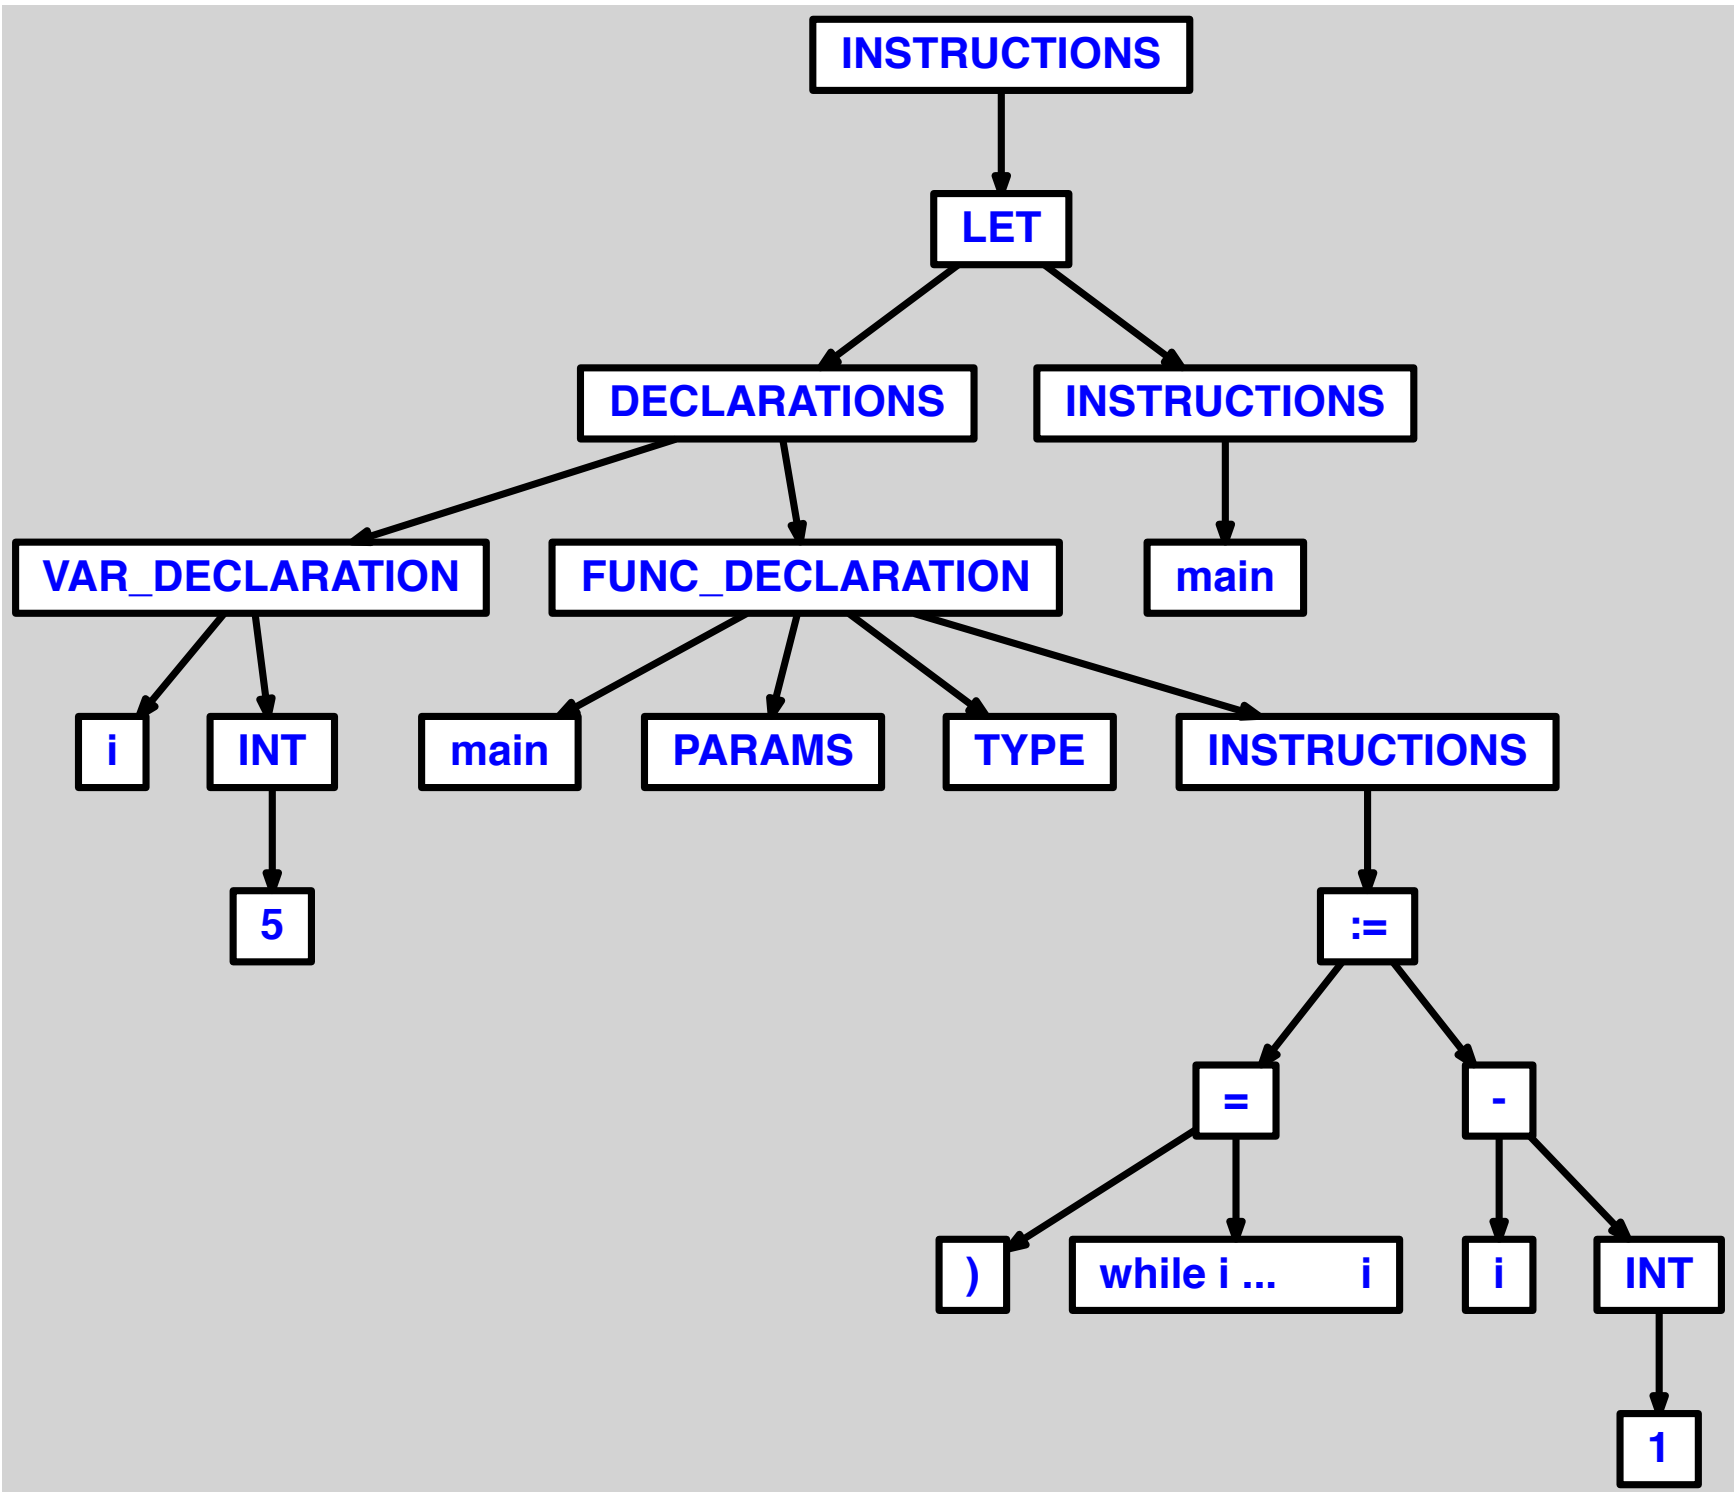 INSTRUCTIONS
LET
DECLARATIONS
INSTRUCTIONS
VAR_DECLARATION
FUNC_DECLARATION
main
i
INT
main
PARAMS
TYPE
INSTRUCTIONS
5
:=
=
-
)
while i ... i
i
INT
1